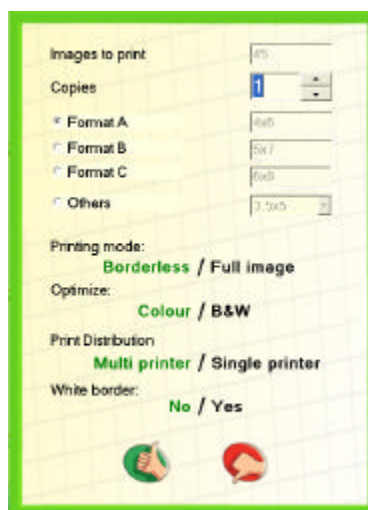 Images to print 45
Copies 1
Format A 4x6
Format B 5x7
Format C 6x8
Others 3.5x5
Printing mode:
Borderless / Full image
Optimize:
Colour / B&W
Print Distribution
Multi printer / Single printer
White border:
No / Yes